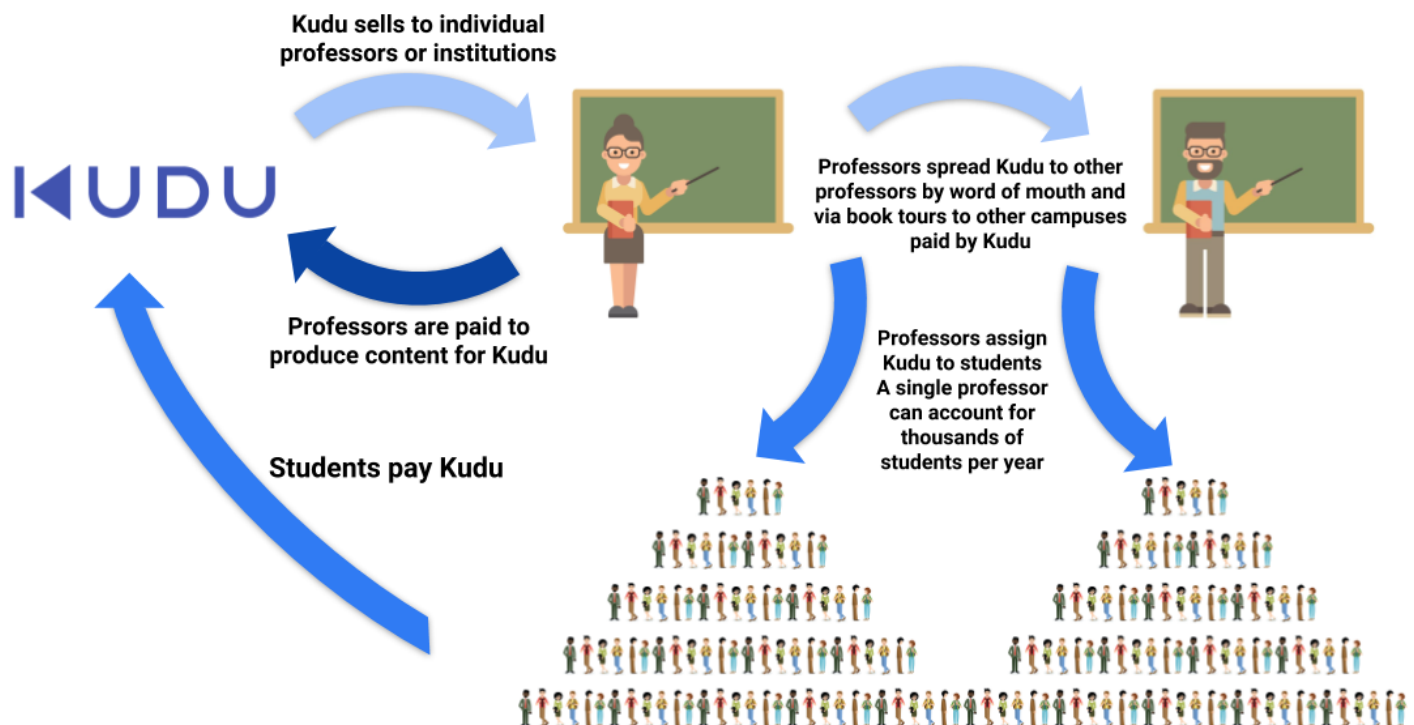 Kudu sells to individual
professors or institutions
KUDU
Professors spread Kudu to other
professors by word of mouth and
via book tours to other campuses
paid by Kudu
Professors are paid to
produce content for Kudu
Professors assign
Kudu to students
A single professor
can account for
thousands of
students per year
Students pay Kudu